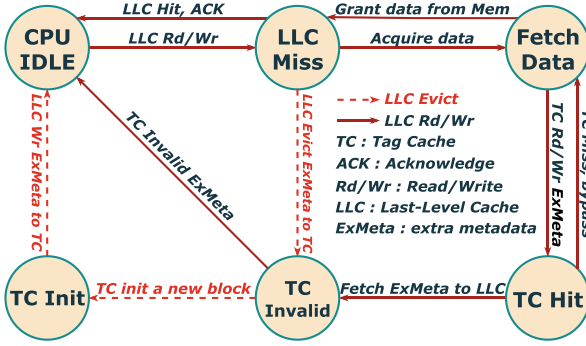 LLC Hit, ACK
Grant data from Mem
CPU
IDLE
LLC Rd/Wr
LLC
Miss
Acquire data
Fetch
Data
LLC Wr ExMeta to TC
TC Invalid ExMeta
LLC Evict ExMeta to TC
LLC Evict
LLC Rd/Wr
TC : Tag Cache
ACK : Acknowledge
Rd/Wr : Read/Write
LLC : Last-Level Cache
ExMeta : extra metadata
TC Rd/Wr ExMeta
TC Miss, bypass
TC Init
TC init a new block
TC
Invalid
Fetch ExMeta to LLC
TC Hit